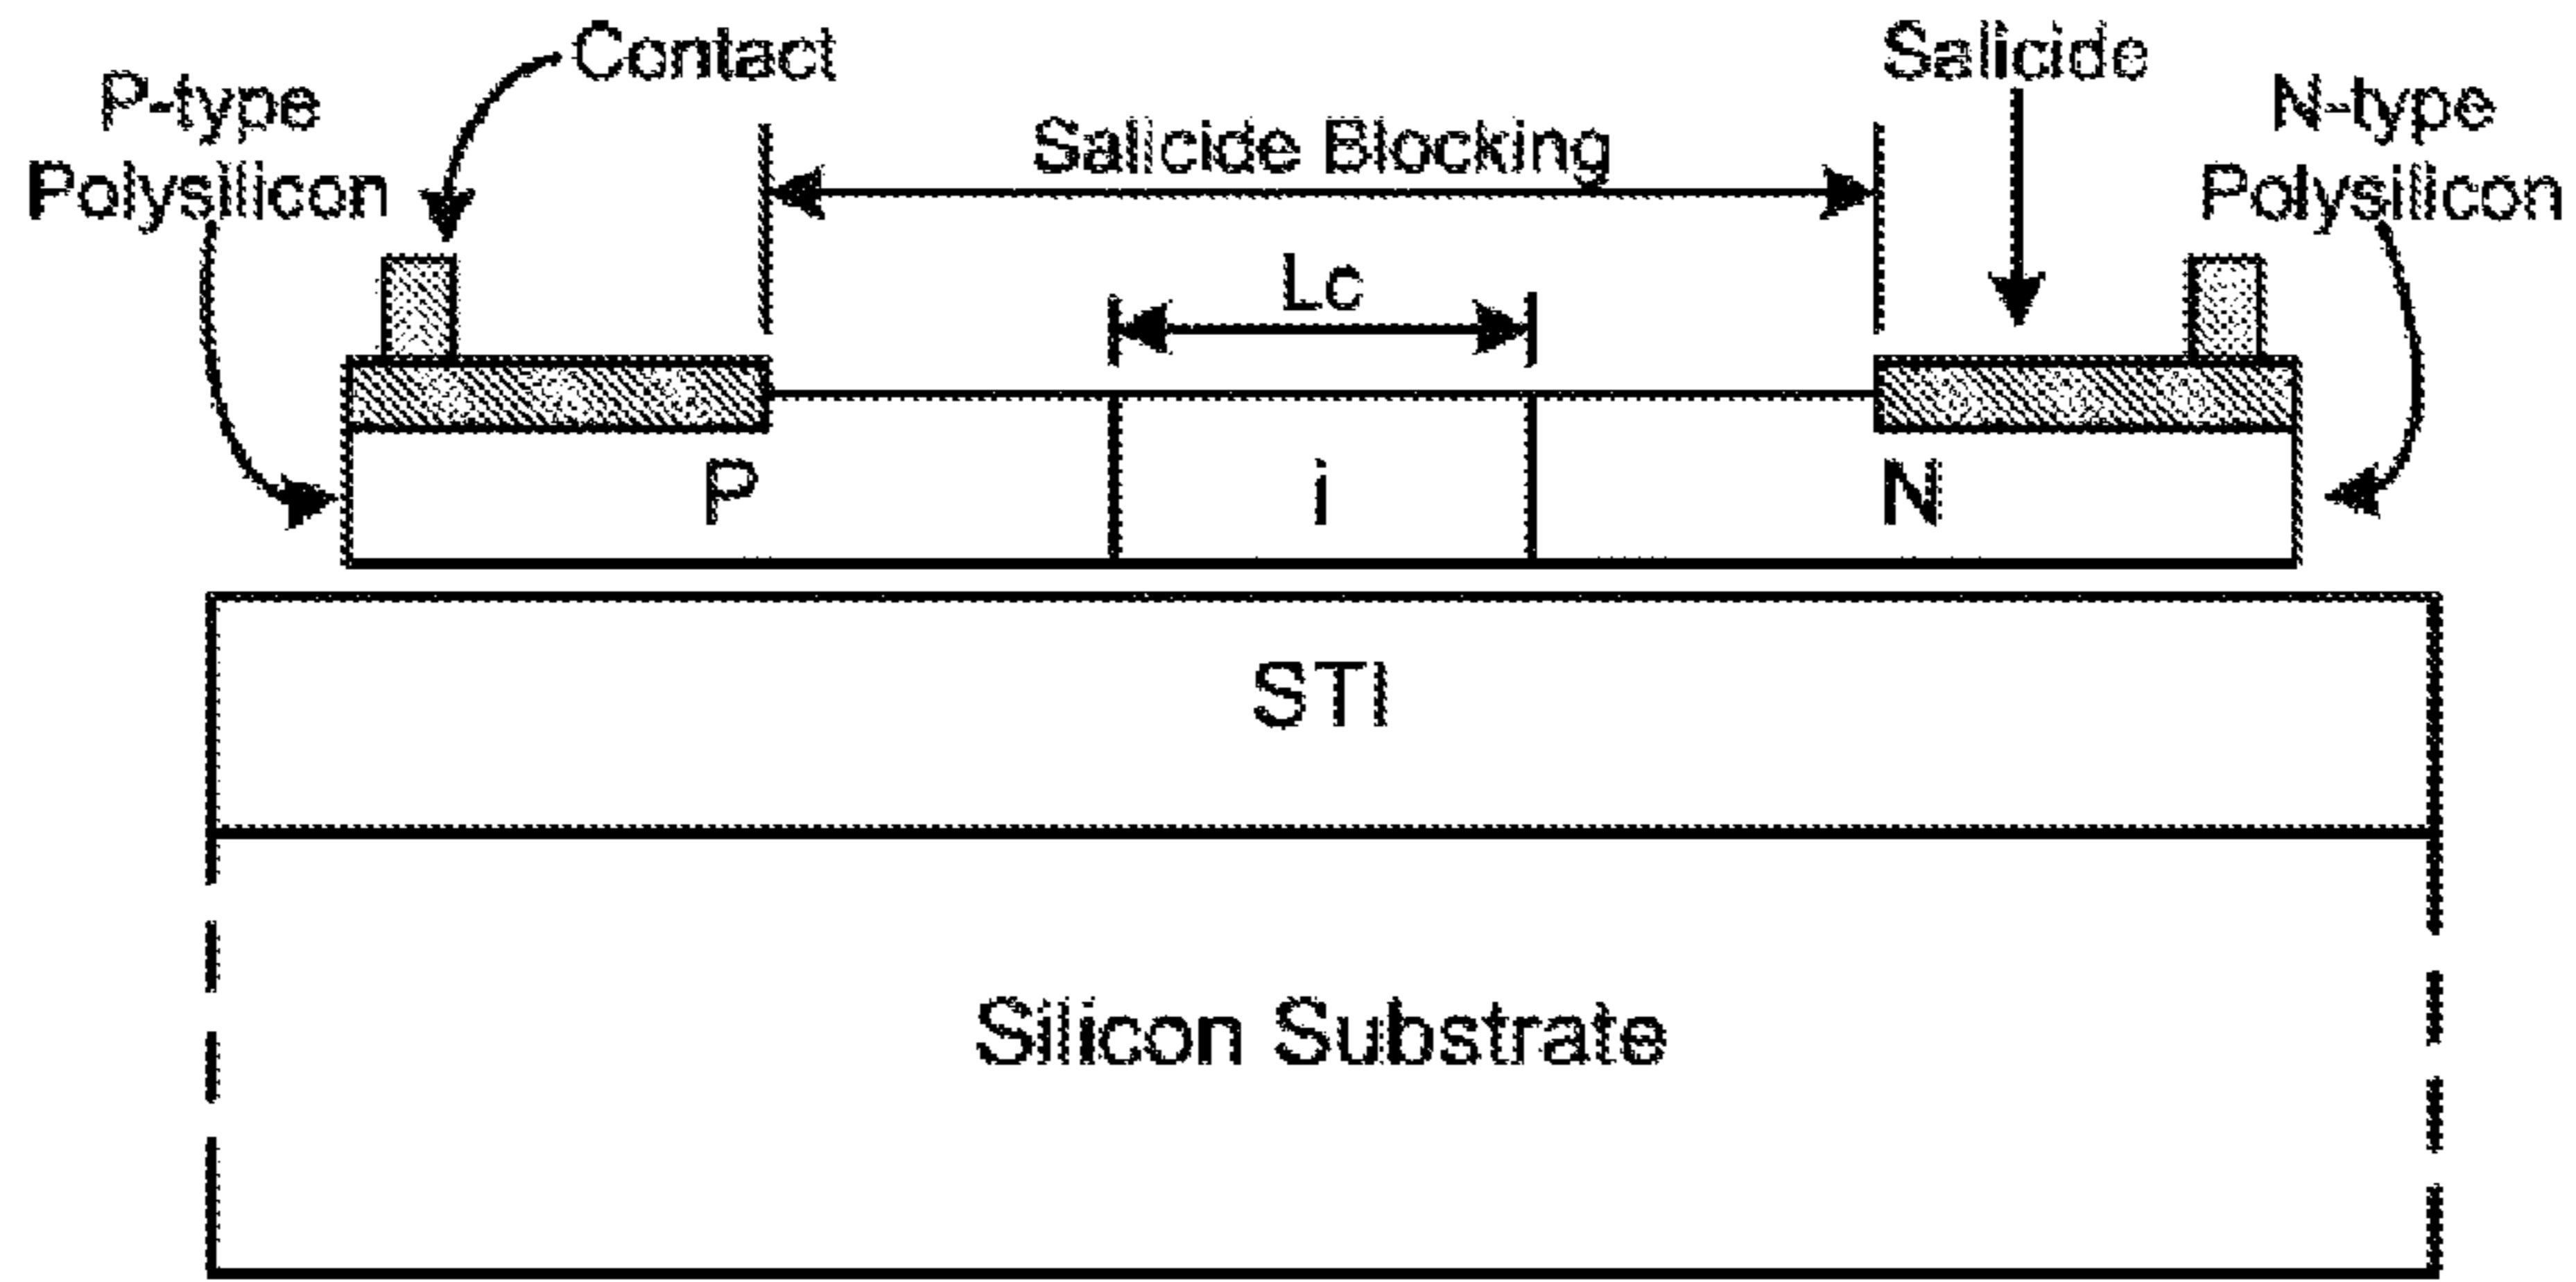 Contact
Salicide
P-type
Polysilicon
Salicide Blocking
N-type
Polysilicon
Lc
P
i
N
STI
Silicon Substrate